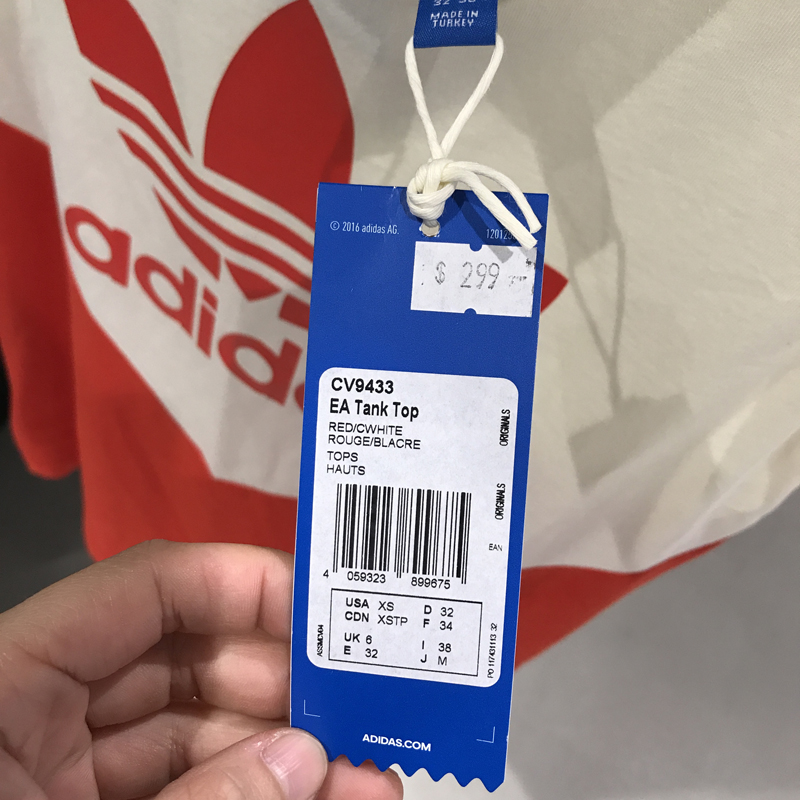 MADE IN
TURKEY
adidas
© 2016 adidas AG.
$ 299
CV9433
EA Tank Top
RED/CWHITE
ROUGE/BLACRE
TOPS
HAUTS
ORIGINALS
ORIGINALS
EAN
4 059323 899675
USA XS D 32
CDN XSTP F 34
UK 6 I 38
E 32 J M
ADIDAS.COM